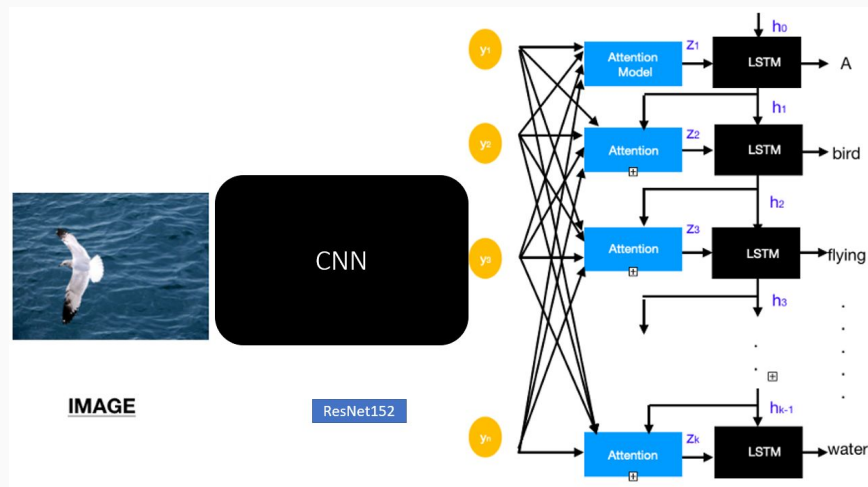 h0
y1
Attention
Model
z1
LSTM
A
h1
y2
Attention
z2
LSTM
bird
h2
CNN
y3
Attention
z3
LSTM
flying
h3
IMAGE
ResNet152
hk-1
yn
Attention
zk
LSTM
water